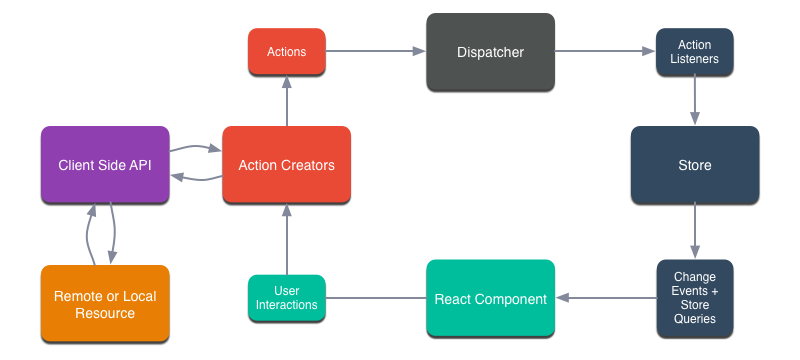 Actions
Dispatcher
Action
Listeners
Client Side API
Action Creators
Store
Remote or Local
Resource
User
Interactions
React Component
Change
Events +
Store
Queries